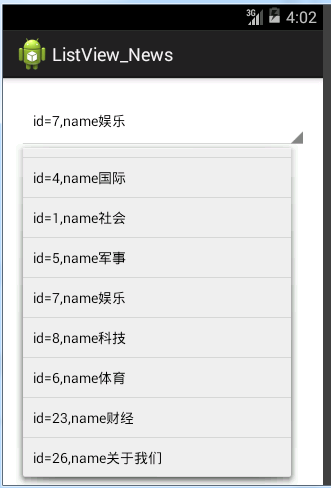 3G 4:02
ListView_News
id=7,name娱乐
id=4,name国际
id=1,name社会
id=5,name军事
id=7,name娱乐
id=8,name科技
id=6,name体育
id=23,name财经
id=26,name关于我们